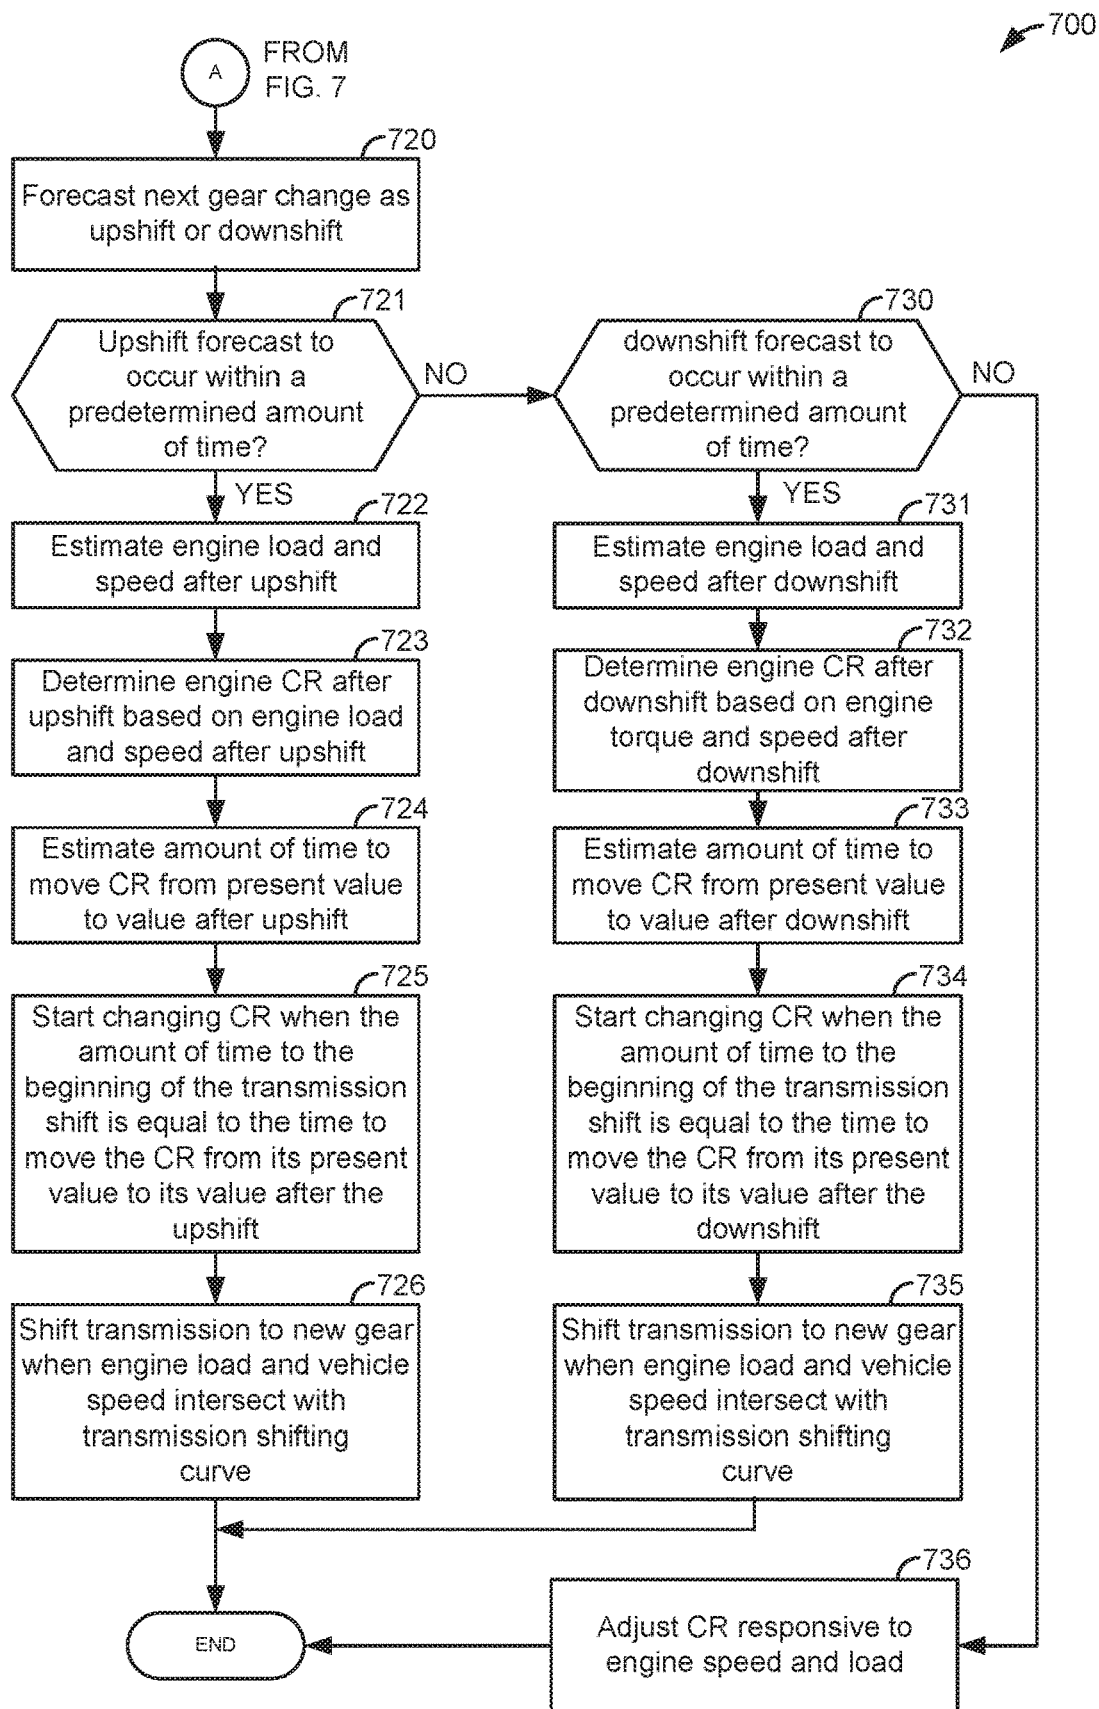 700
A
FROM
FIG. 7
720
Forecast next gear change as
upshift or downshift
721
Upshift forecast to
occur within a
predetermined amount
of time?
NO
YES
730
downshift forecast to
occur within a
predetermined amount
of time?
NO
YES
722
Estimate engine load and
speed after upshift
723
Determine engine CR after
upshift based on engine load
and speed after upshift
724
Estimate amount of time to
move CR from present value
to value after upshift
725
Start changing CR when the
amount of time to the
beginning of the transmission
shift is equal to the time to
move the CR from its present
value to its value after the
upshift
726
Shift transmission to new gear
when engine load and vehicle
speed intersect with
transmission shifting
curve
731
Estimate engine load and
speed after downshift
732
Determine engine CR after
downshift based on engine
torque and speed after
downshift
733
Estimate amount of time to
move CR from present value
to value after downshift
734
Start changing CR when the
amount of time to the
beginning of the transmission
shift is equal to the time to
move the CR from its present
value to its value after the
downshift
735
Shift transmission to new gear
when engine load and vehicle
speed intersect with
transmission shifting
curve
736
Adjust CR responsive to
engine speed and load
END